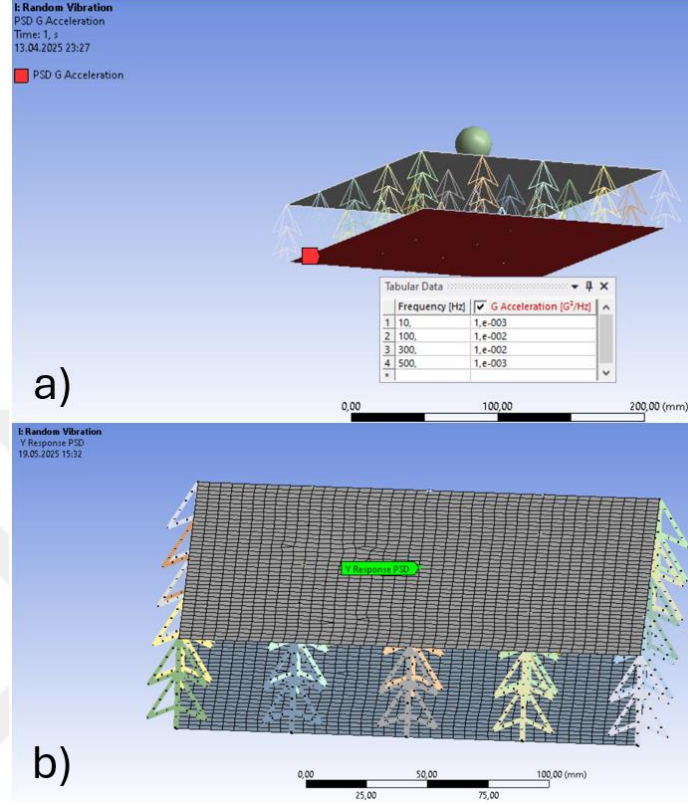 I: Random Vibration
PSD G Acceleration
Time: 1, s
13.04.2025 23:27
PSD G Acceleration
Tabular Data
Frequency [Hz] G Acceleration [G²/Hz]
1 10, 1,e-003
2 100, 1,e-002
3 300, 1,e-002
4 500, 1,e-003
*
a)
0,00 100,00 200,00 (mm)
I: Random Vibration
Y Response PSD
19.05.2025 15:32
Y Response PSD
b)
0,00 50,00 100,00 (mm)
25,00 75,00